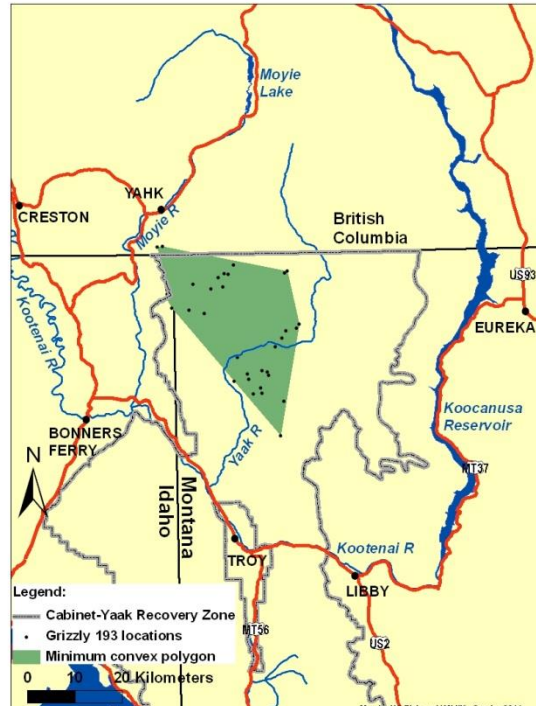 Moyie
Lake
YAHK
CRESTON
Moyie R
British
Columbia
US93
Kootenai R
EUREKA
Koocanusa
Reservoir
BONNERS
FERRY
Yaak R
N
Montana
Idaho
MT37
Kootenai R
TROY
LIBBY
Legend:
Cabinet-Yaak Recovery Zone
Grizzly 193 locations
Minimum convex polygon
MT56
US2
0 10 20 Kilometers